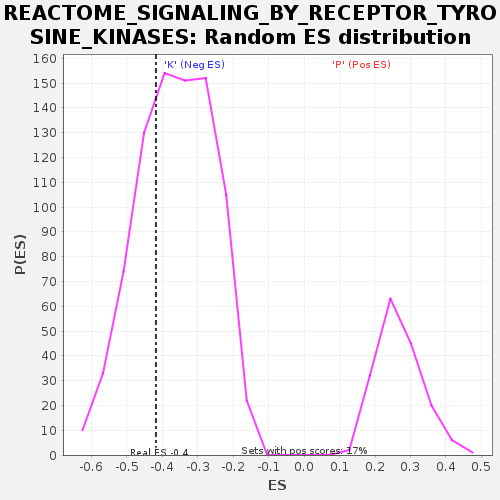 REACTOME_SIGNALING_BY_RECEPTOR_TYRO
SINE_KINASES: Random ES distribution
'K' (Neg ES)
'P' (Pos ES)
160
150
140
130
120
110
100
90
80
70
60
50
40
30
20
10
0
P(ES)
Real ES -0.4
Sets with pos scores: 17%
-0.6 -0.5 -0.4 -0.3 -0.2 -0.1 0.0 0.1 0.2 0.3 0.4 0.5
ES